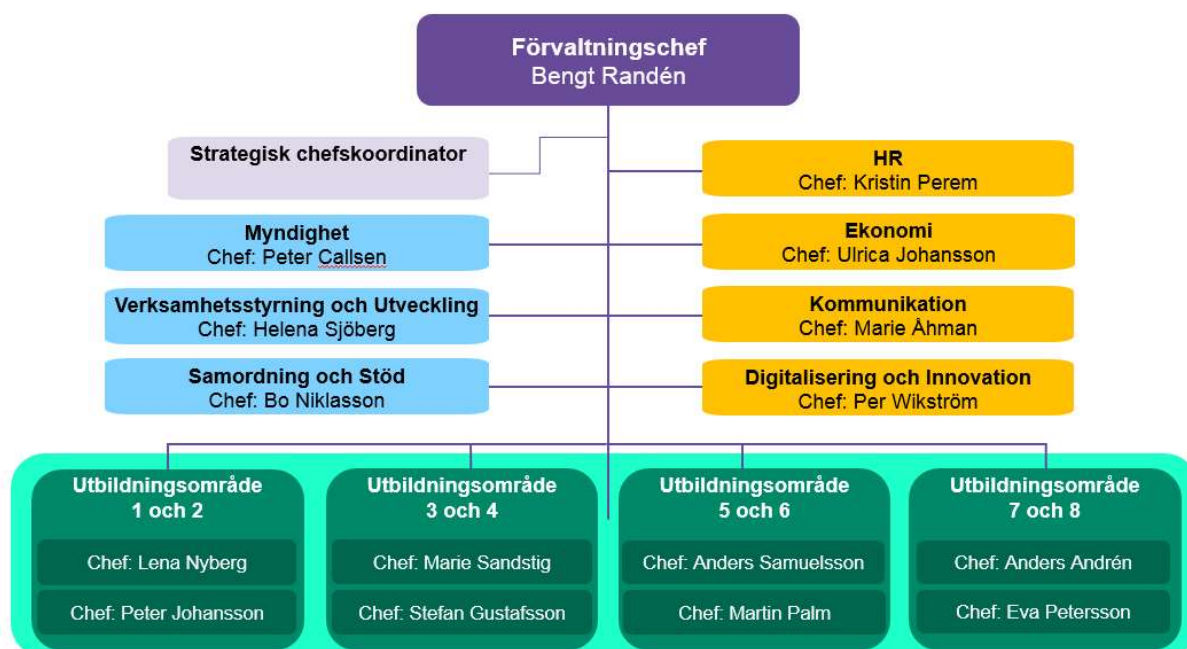 Förvaltningschef
Bengt Randén
Strategisk chefskoordinator
HR
Chef: Kristin Perem
Myndighet
Chef: Peter Callsen
Ekonomi
Chef: Ulrica Johansson
Verksamhetsstyrning och Utveckling
Chef: Helena Sjöberg
Kommunikation
Chef: Marie Åhman
Samordning och Stöd
Chef: Bo Niklasson
Digitalisering och Innovation
Chef: Per Wikström
Utbildningsområde
1 och 2
Chef: Lena Nyberg
Chef: Peter Johansson
Utbildningsområde
3 och 4
Chef: Marie Sandstig
Chef: Stefan Gustafsson
Utbildningsområde
5 och 6
Chef: Anders Samuelsson
Chef: Martin Palm
Utbildningsområde
7 och 8
Chef: Anders Andrén
Chef: Eva Petersson